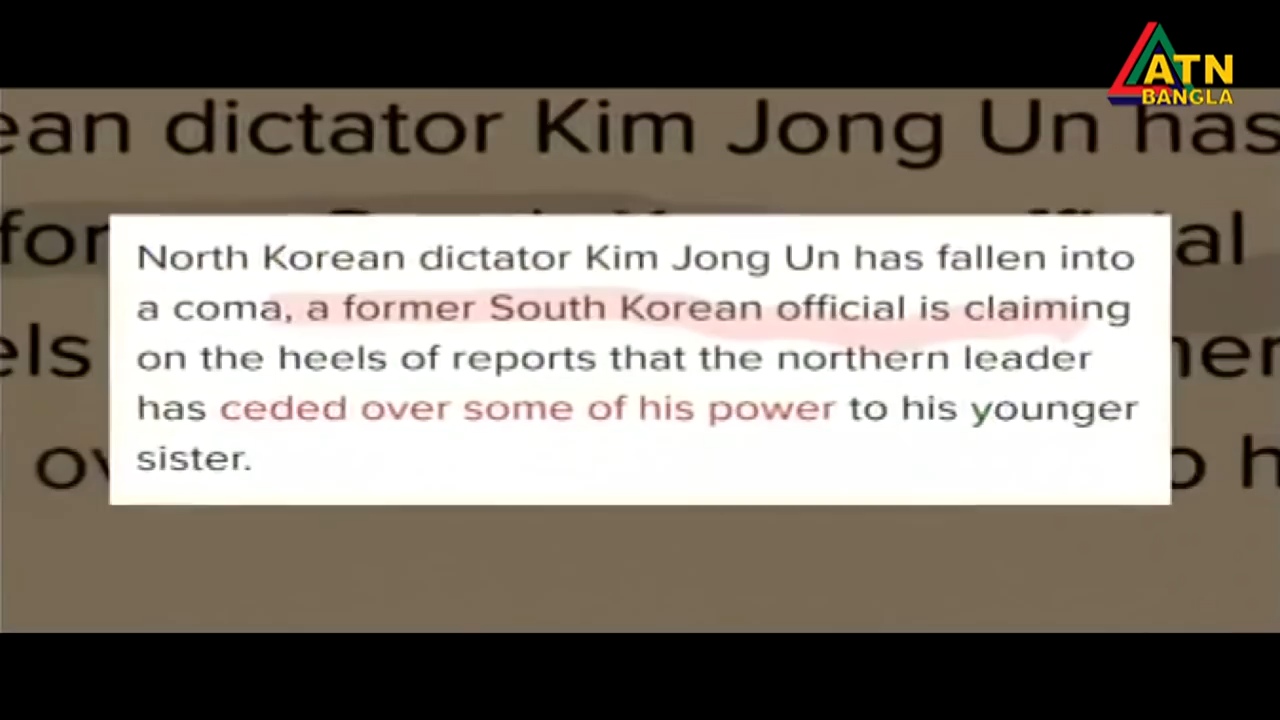 ATN
BANGLA
ean dictator Kim Jong Un has
North Korean dictator Kim Jong Un has fallen into
a coma, a former South Korean official is claiming
on the heels of reports that the northern leader
has ceded over some of his power to his younger
sister.